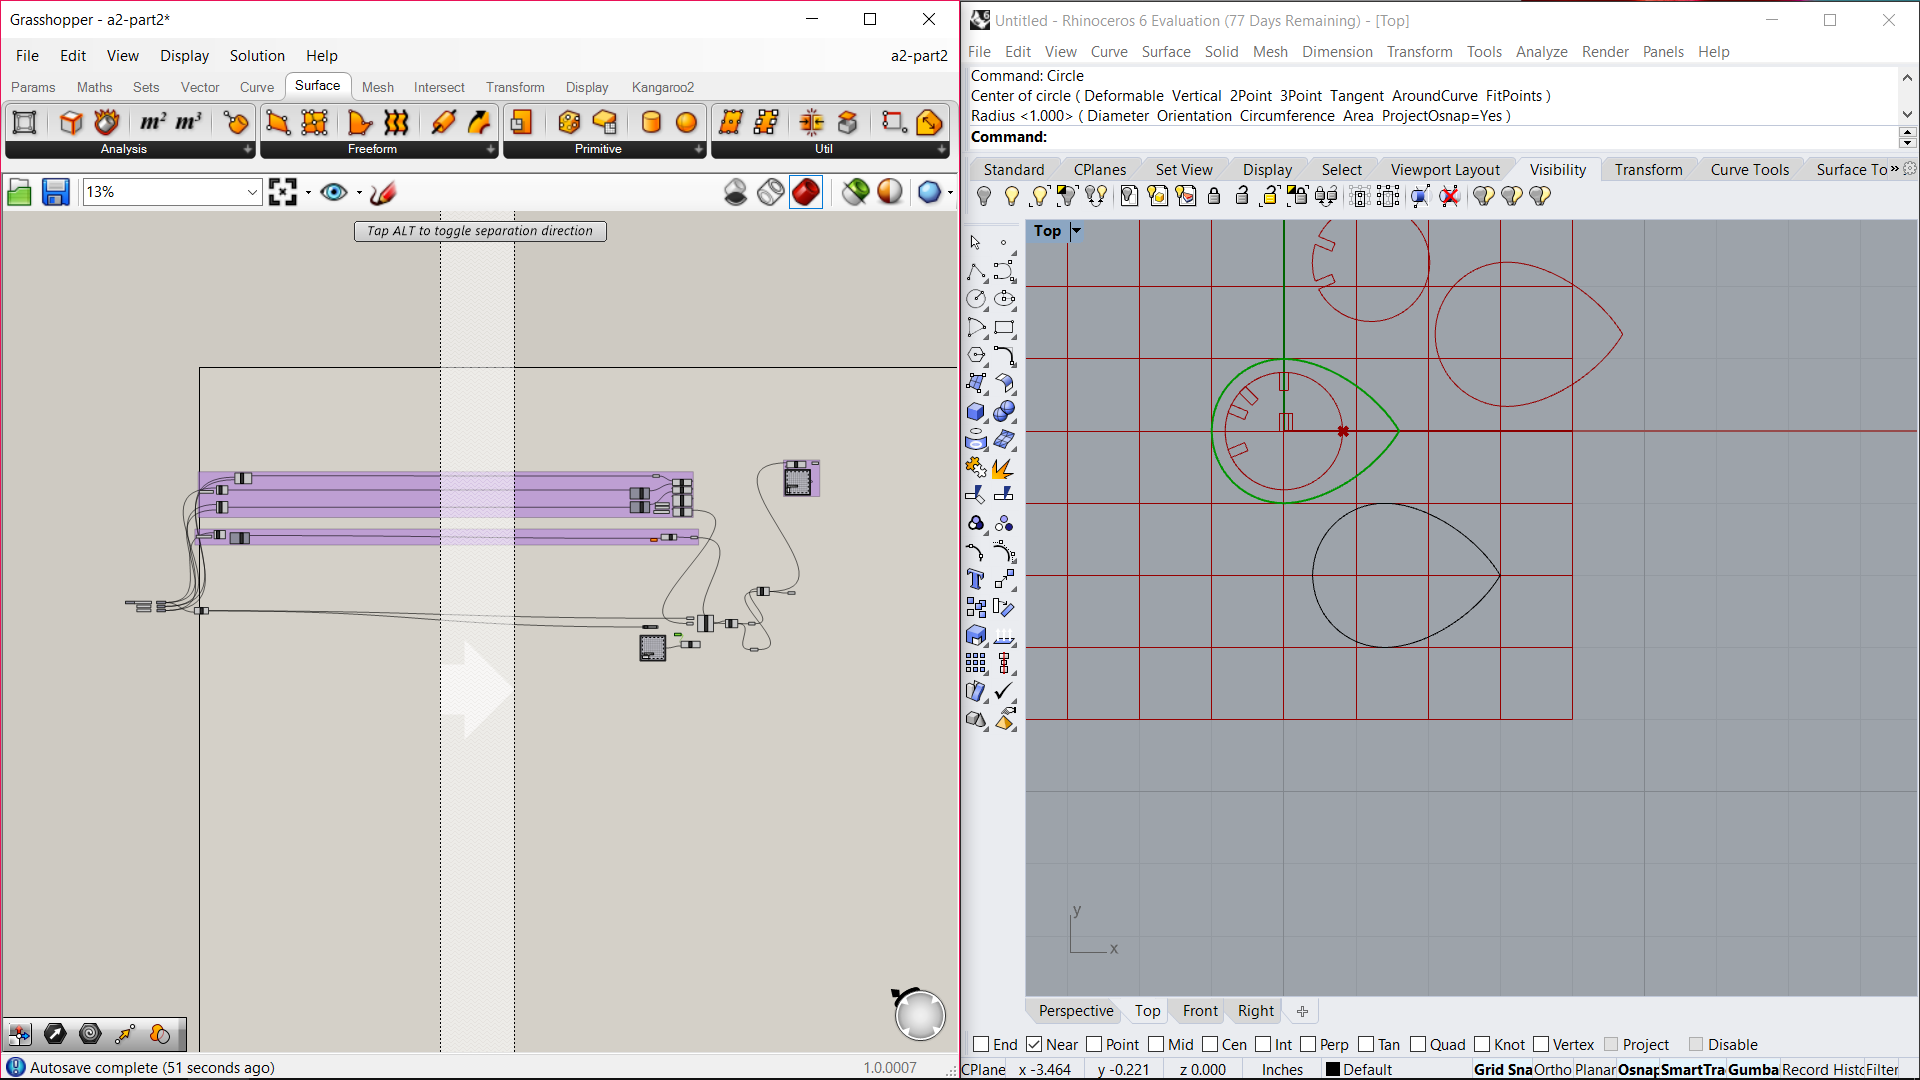 Grasshopper - a2-part2*
File Edit View Display Solution Help
a2-part2
Params Maths Sets Vector Curve Surface Mesh Intersect Transform Display Kangaroo2
m² m³
Analysis Freeform Primitive Util
13%
Tap ALT to toggle separation direction
Autosave complete (51 seconds ago)
1.0.0007
Untitled - Rhinoceros 6 Evaluation (77 Days Remaining) - [Top]
File Edit View Curve Surface Solid Mesh Dimension Transform Tools Analyze Render Panels Help
Command: Circle
Center of circle ( Deformable Vertical 2Point 3Point Tangent AroundCurve FitPoints )
Radius <1.000> ( Diameter Orientation Circumference Area ProjectOsnap=Yes )
Command:
Standard CPlanes Set View Display Select Viewport Layout Visibility Transform Curve Tools Surface To »
Top
y
x
Perspective Top Front Right
End Near Point Mid Cen Int Perp Tan Quad Knot Vertex Project Disable
CPlane x -3.464 y -0.221 z 0.000 Inches Default Grid Sna Ortho Planar Osnap SmartTra Gumba Record Histo Filter